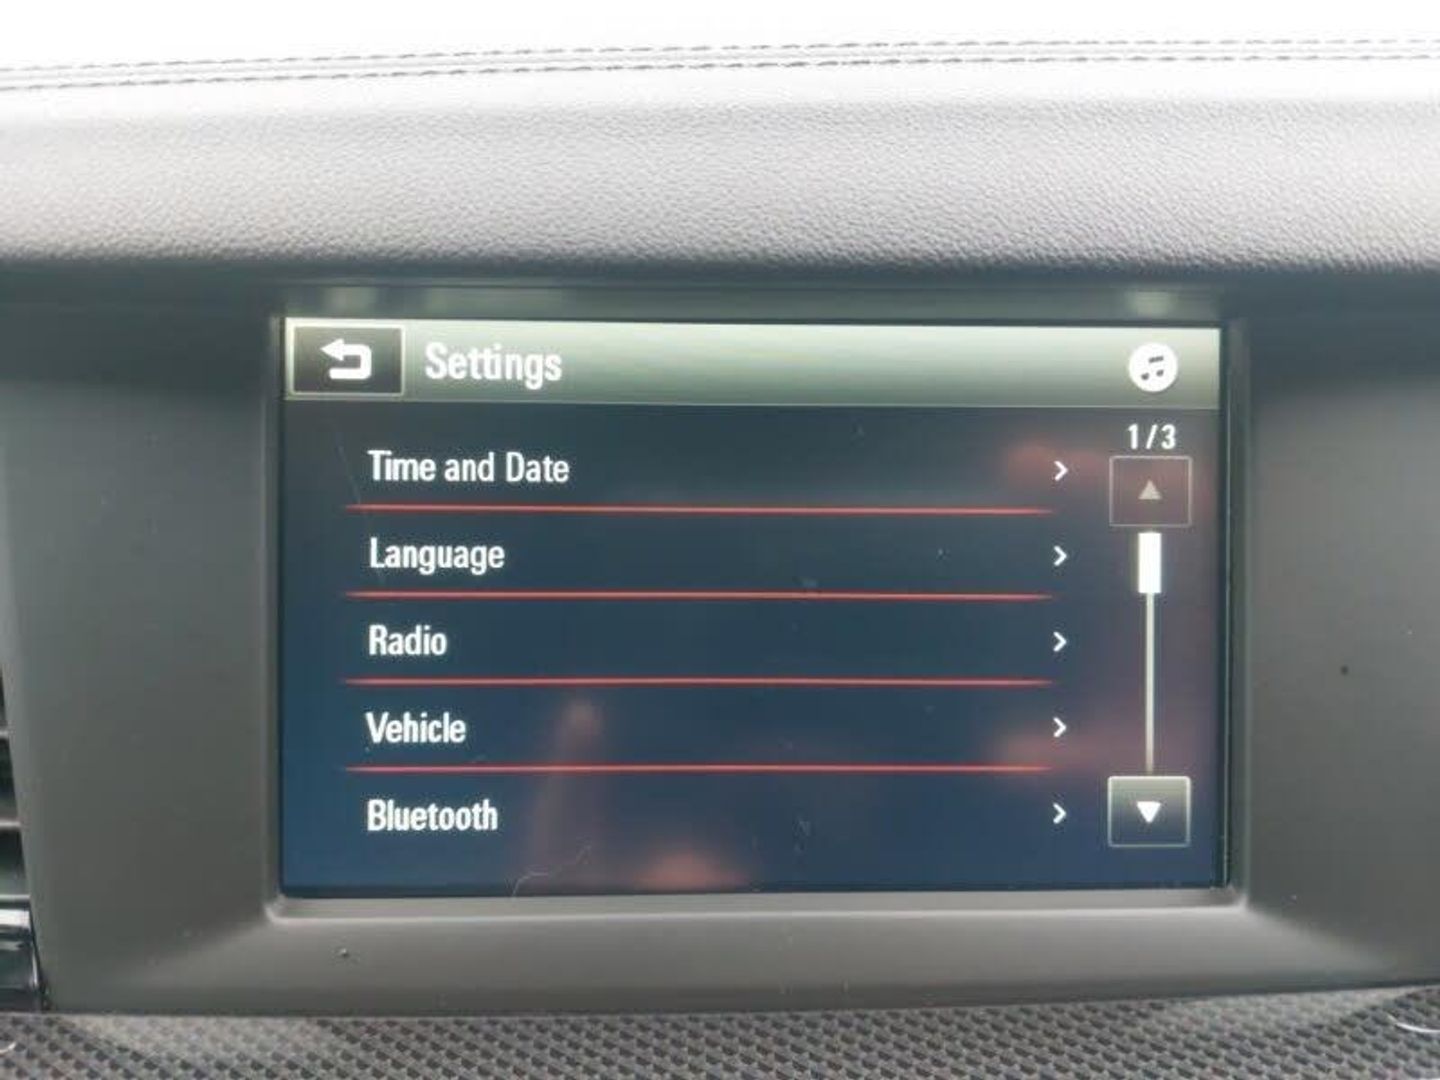 Settings
1/3
Time and Date
Language
Radio
Vehicle
Bluetooth